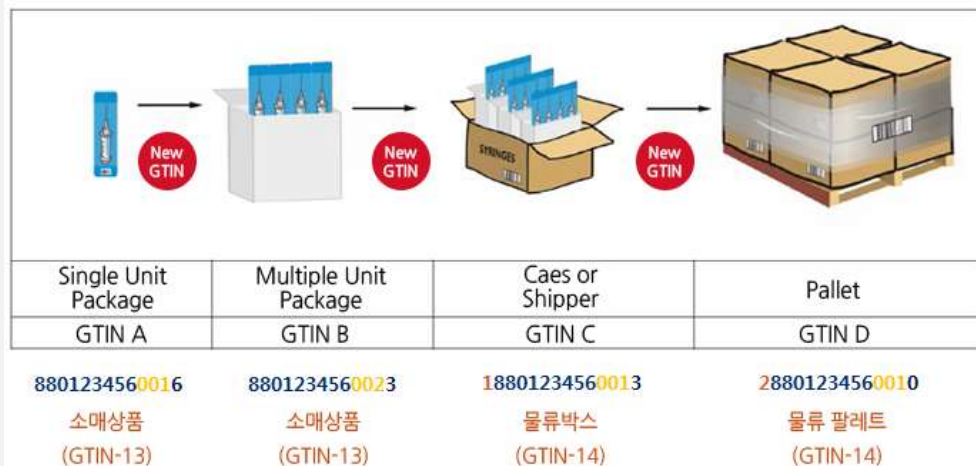 New
GTIN
New
GTIN
New
GTIN
SYRINGES
Single Unit
Package
Multiple Unit
Package
Caes or
Shipper
Pallet
GTIN A
GTIN B
GTIN C
GTIN D
8801234560016
8801234560023
18801234560013
28801234560010
소매상품
소매상품
물류박스
물류 팔레트
(GTIN-13)
(GTIN-13)
(GTIN-14)
(GTIN-14)